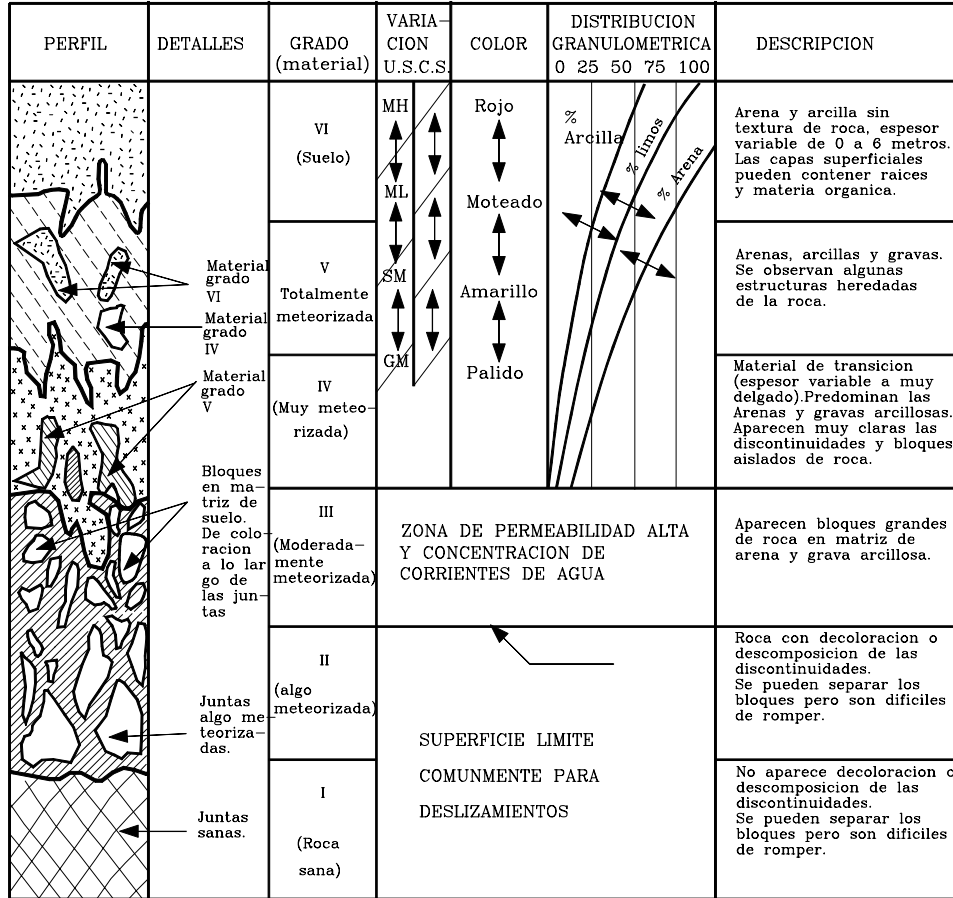 PERFIL
DETALLES
GRADO
(material)
VARIA-
CION
U.S.C.S.
COLOR
DISTRIBUCION
GRANULOMETRICA
0 25 50 75 100
DESCRIPCION
VI
(Suelo)
MH
ML
SM
GM
Rojo
Moteado
Amarillo
Palido
%
Arcilla
% limos
% Arena
Arena y arcilla sin
textura de roca, espesor
variable de 0 a 6 metros.
Las capas superficiales
pueden contener raices
y materia organica.
Material
grado
VI
Material
grado
IV
V
Totalmente
meteorizada
Arenas, arcillas y gravas.
Se observan algunas
estructuras heredadas
de la roca.
Material
grado
V
IV
(Muy meteo-
rizada)
Material de transicion
(espesor variable a muy
delgado).Predominan las
Arenas y gravas arcillosas.
Aparecen muy claras las
discontinuidades y bloques
aislados de roca.
Bloques
en ma-
triz de
suelo.
De colo
racion
a lo lar
go de
las jun-
tas
III
(Moderada-
mente
meteorizada)
ZONA DE PERMEABILIDAD ALTA
Y CONCENTRACION DE
CORRIENTES DE AGUA
Aparecen bloques grandes
de roca en matriz de
arena y grava arcillosa.
Juntas
algo me-
teoriza-
das.
II
(algo
meteorizada)
Roca con decoloracion o
descomposicion de las
discontinuidades.
Se pueden separar los
bloques pero son dificiles
de romper.
SUPERFICIE LIMITE
COMUNMENTE PARA
DESLIZAMIENTOS
Juntas
sanas.
I
(Roca
sana)
No aparece decoloracion o
descomposicion de las
discontinuidades.
Se pueden separar los
bloques pero son dificiles
de romper.